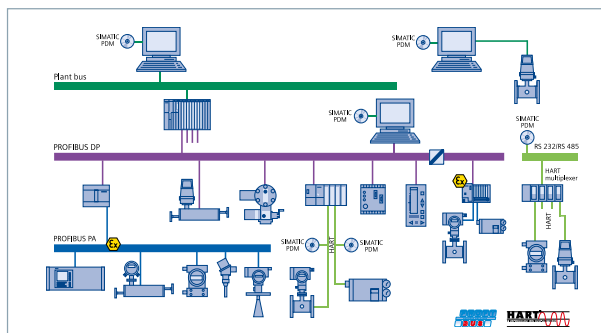 SIMATIC
PDM
SIMATIC
PDM
Plant bus
SIMATIC
PDM
SIMATIC
PDM
PROFIBUS DP
RS 232/RS 485
Ex
HART
multiplexer
HART
PROFIBUS PA
Ex
SIMATIC
PDM
HART
SIMATIC
PDM
HART